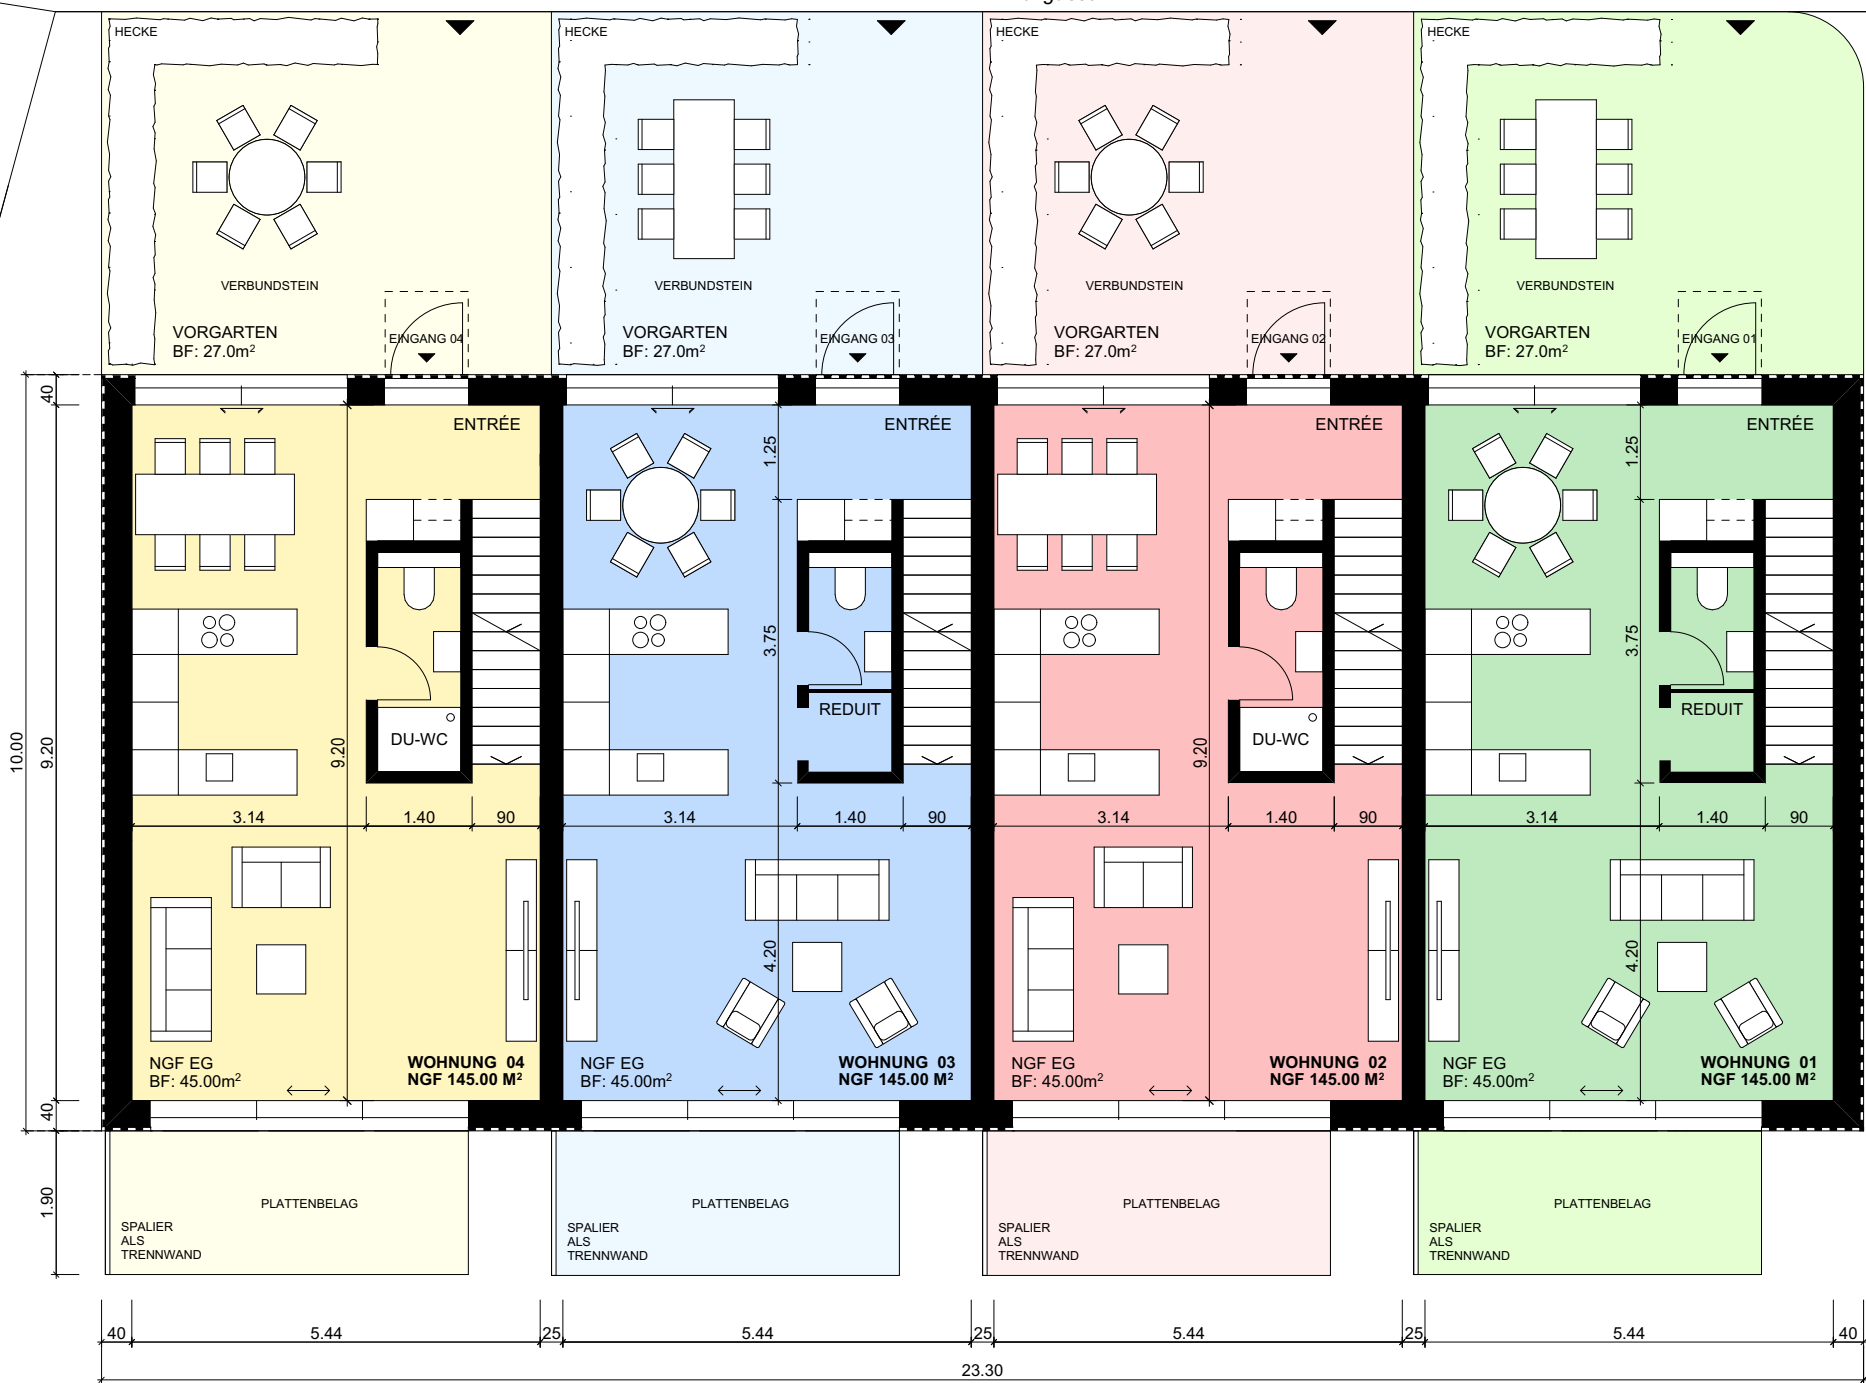 HECKE
HECKE
HECKE
HECKE
VERBUNDSTEIN
VERBUNDSTEIN
VERBUNDSTEIN
VERBUNDSTEIN
VORGARTEN
BF: 27.0m²
EINGANG 04
VORGARTEN
BF: 27.0m²
EINGANG 03
VORGARTEN
BF: 27.0m²
EINGANG 02
VORGARTEN
BF: 27.0m²
EINGANG 01
40
ENTRÉE
ENTRÉE
ENTRÉE
ENTRÉE
1.25
1.25
3.75
3.75
REDUIT
REDUIT
DU-WC
DU-WC
10.00
9.20
9.20
9.20
3.14
1.40
90
3.14
1.40
90
3.14
1.40
90
3.14
1.40
90
4.20
4.20
NGF EG
BF: 45.00m²
WOHNUNG 04
NGF 145.00 M²
NGF EG
BF: 45.00m²
WOHNUNG 03
NGF 145.00 M²
NGF EG
BF: 45.00m²
WOHNUNG 02
NGF 145.00 M²
NGF EG
BF: 45.00m²
WOHNUNG 01
NGF 145.00 M²
40
1.90
PLATTENBELAG
PLATTENBELAG
PLATTENBELAG
PLATTENBELAG
SPALIER
ALS
TRENNWAND
SPALIER
ALS
TRENNWAND
SPALIER
ALS
TRENNWAND
SPALIER
ALS
TRENNWAND
40
5.44
25
5.44
25
5.44
25
5.44
40
23.30